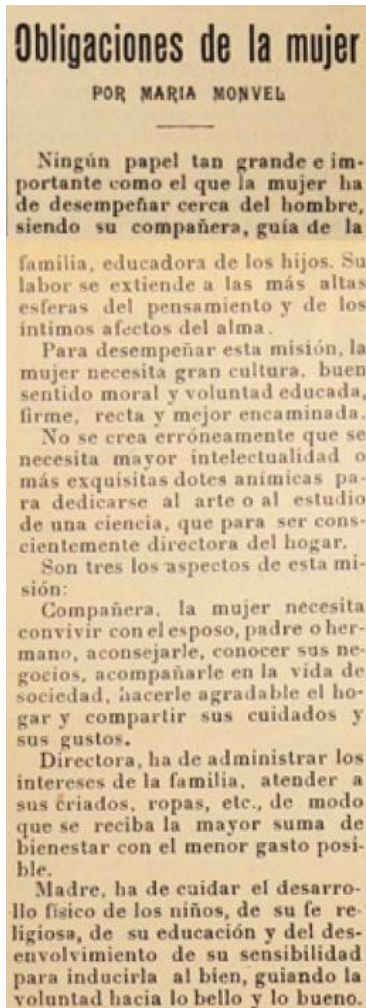 Obligaciones de la mujer
POR MARIA MONVEL
Ningún papel tan grande e im-
portante como el que la mujer ha
de desempeñar cerca del hombre,
siendo su compañera, guía de la
familia, educadora de los hijos. Su
labor se extiende a las más altas
esferas del pensamiento y de los
íntimos afectos del alma.
Para desempeñar esta misión, la
mujer necesita gran cultura, buen
sentido moral y voluntad educada,
firme, recta y mejor encaminada.
No se crea erróneamente que se
necesita mayor intelectualidad o
más exquisitas dotes anímicas pa-
ra dedicarse al arte o al estudio
de una ciencia, que para ser cons-
cientemente directora del hogar.
Son tres los aspectos de esta mi-
sión:
Compañera, la mujer necesita
convivir con el esposo, padre o her-
mano, aconsejarle, conocer sus ne-
gocios, acompañarle en la vida de
sociedad, hacerle agradable el ho-
gar y compartir sus cuidados y
sus gustos.
Directora, ha de administrar los
intereses de la familia, atender a
sus criados, ropas, etc., de modo
que se reciba la mayor suma de
bienestar con el menor gasto posi-
ble.
Madre, ha de cuidar el desarro-
llo físico de los niños, de su fe re-
ligiosa, de su educación y del des-
envolvimiento de su sensibilidad
para inducirla al bien, guiando la
voluntad hacia lo bello y lo bueno.